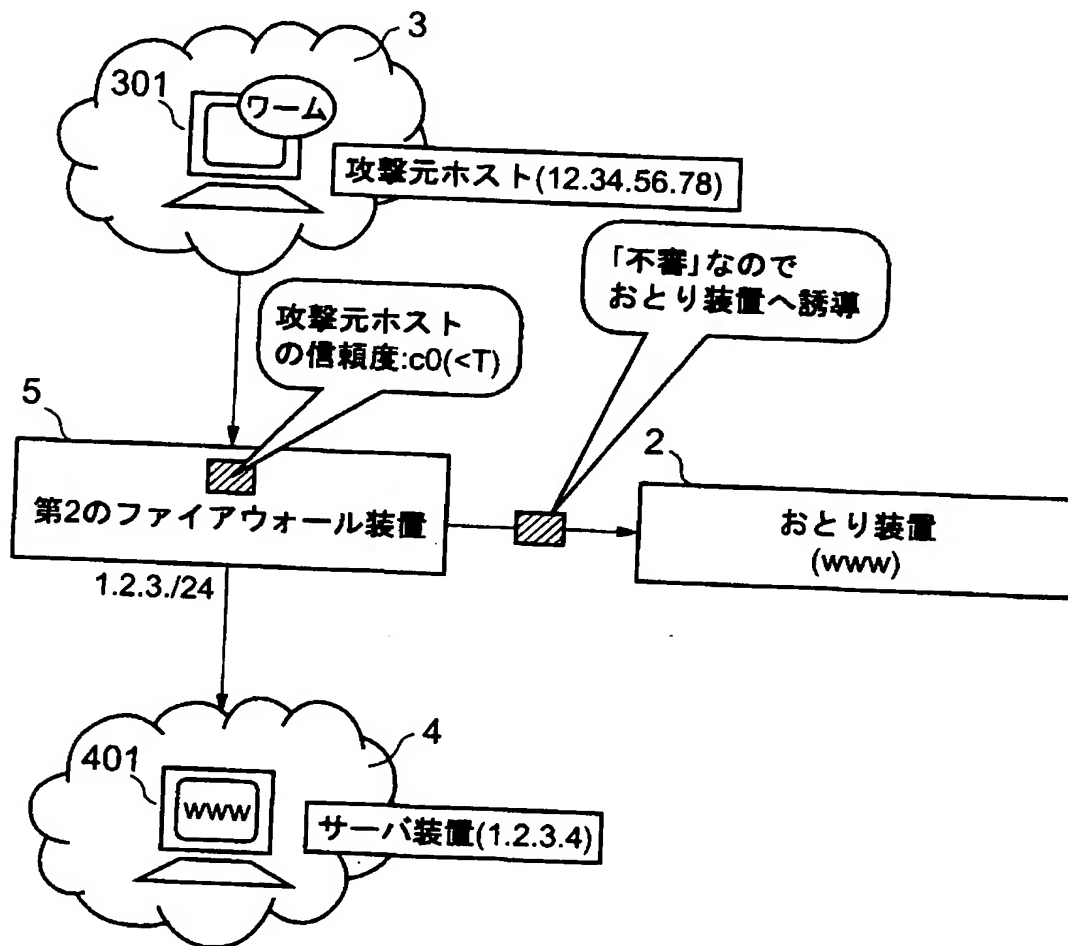 3
301
ワーム
攻撃元ホスト(12.34.56.78)
「不審」なので
おとり装置へ誘導
攻撃元ホスト
の信頼度:c0(<T)
5
2
第2のファイアウォール装置
おとり装置
(www)
1.2.3./24
4
401
www
サーバ装置(1.2.3.4)